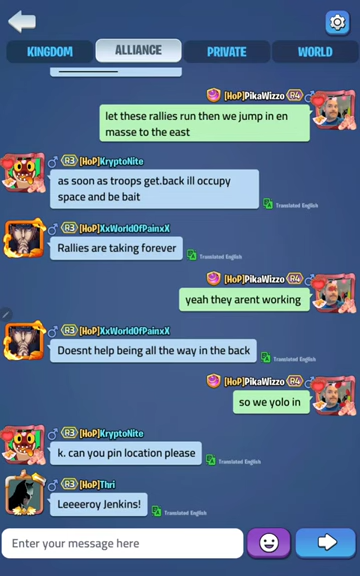 KINGDOM
ALLIANCE
PRIVATE
WORLD
[HoP]PikaWizzo R4
let these rallies run then we jump in en
masse to the east
R3 [HoP]KryptoNite
as soon as troops get.back ill occupy
space and be bait
Translated English
R3 [HoP]XxWorldOfPainxX
Rallies are taking forever
Translated English
[HoP]PikaWizzo R4
yeah they arent working
R3 [HoP]XxWorldOfPainxX
Doesnt help being all the way in the back
Translated English
[HoP]PikaWizzo R4
so we yolo in
R3 [HoP]KryptoNite
k. can you pin location please
Translated English
R3 [HoP]Thri
Leeeeroy Jenkins!
Translated English
Enter your message here